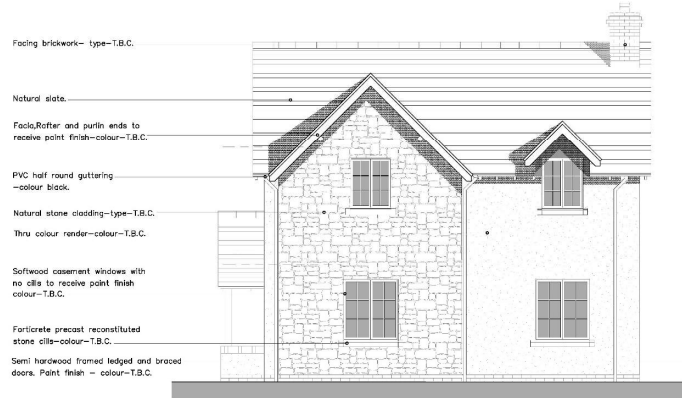 Facing brickwork- type-T.B.C.
Natural slate.
Facia,Rafter and purlin ends to
receive paint finish-colour-T.B.C.
PVC half round guttering
-colour black.
Natural stone cladding-type-T.B.C.
Thru colour render-colour-T.B.C.
Softwood casement windows with
no cills to receive paint finish
colour-T.B.C.
Forticrete precast reconstituted
stone cills-colour-T.B.C.
Semi hardwood framed ledged and braced
doors. Paint finish - colour-T.B.C.